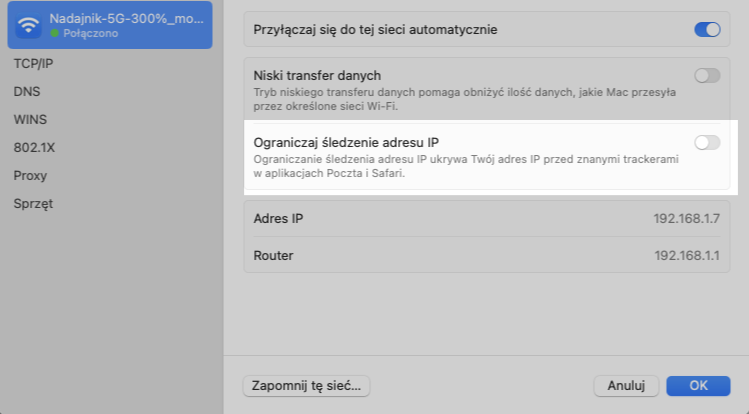 Nadajnik-5G-300%_mo...
Połączono
TCP/IP
DNS
WINS
802.1X
Proxy
Sprzęt
Przyłączaj się do tej sieci automatycznie
Niski transfer danych
Tryb niskiego transferu danych pomaga obniżyć ilość danych, jakie Mac przesyła
przez określone sieci Wi-Fi.
Ograniczaj śledzenie adresu IP
Ograniczanie śledzenia adresu IP ukrywa Twój adres IP przed znanymi trackerami
w aplikacjach Poczta i Safari.
Adres IP 192.168.1.7
Router 192.168.1.1
Zapomnij tę sieć... Anuluj OK